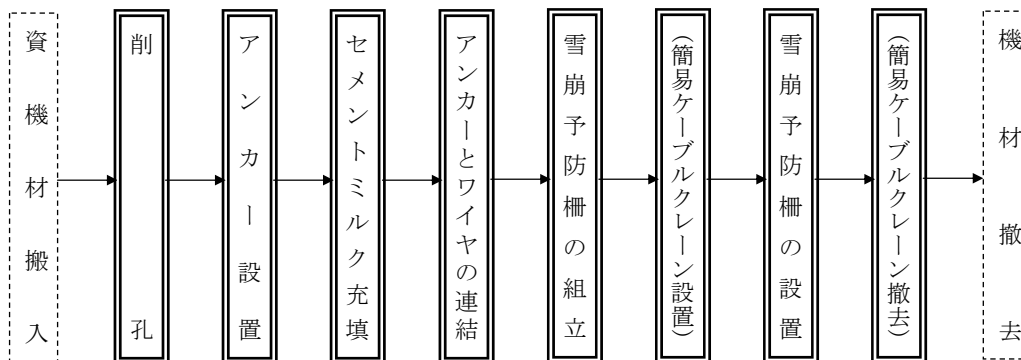 資機材搬入
削孔
アンカー設置
セメントミルク充填
アンカーとワイヤの連結
雪崩予防柵の組立
(簡易ケーブルクレーン設置)
雪崩予防柵の設置
(簡易ケーブルクレーン撤去)
機材撤去